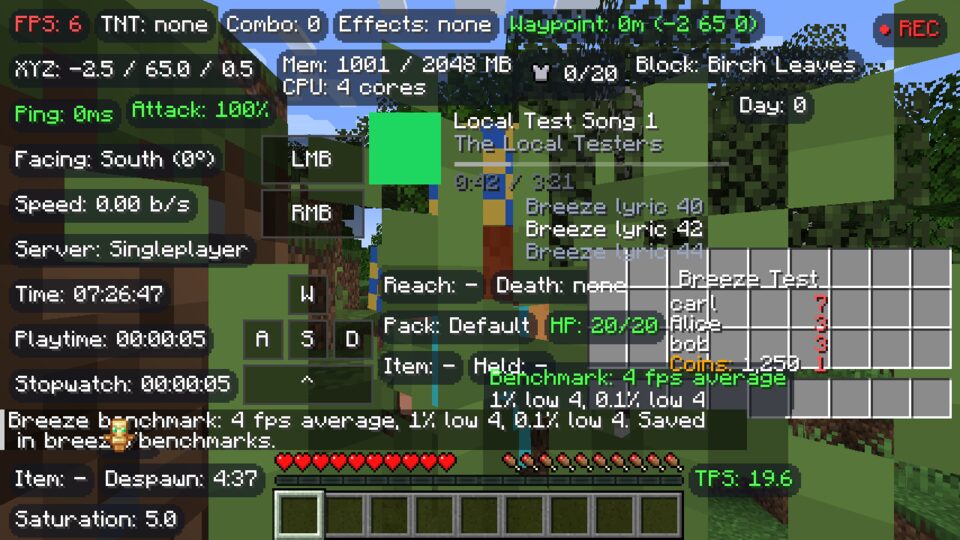 FPS: 6
TNT: none
Combo: 0
Effects: none
Waypoint: 0m (-2 65 0)
REC
XYZ: -2.5 / 65.0 / 0.5
Mem: 1001 / 2048 MB
CPU: 4 cores
0/20
Block: Birch Leaves
Ping: 0ms
Attack: 100%
Day: 0
Local Test Song 1
The Local Testers
0:42 / 3:21
Facing: South (0°)
LMB
Speed: 0.00 b/s
RMB
Breeze lyric 40
Breeze lyric 42
Breeze lyric 44
Server: Singleplayer
Time: 07:26:47
W
Reach: -
Death: none
Breeze Test
carl 7
Alice 3
bob 3
Coins: 1,250 1
Playtime: 00:00:05
A
S
D
Pack: Default
HP: 20/20
Item: -
Held: -
Stopwatch: 00:00:05
^
Benchmark: 4 fps average
1% low 4, 0.1% low 4
Breeze benchmark: 4 fps average, 1% low 4, 0.1% low 4. Saved
in breeze benchmarks.
Item: -
Despawn: 4:37
TPS: 19.6
Saturation: 5.0